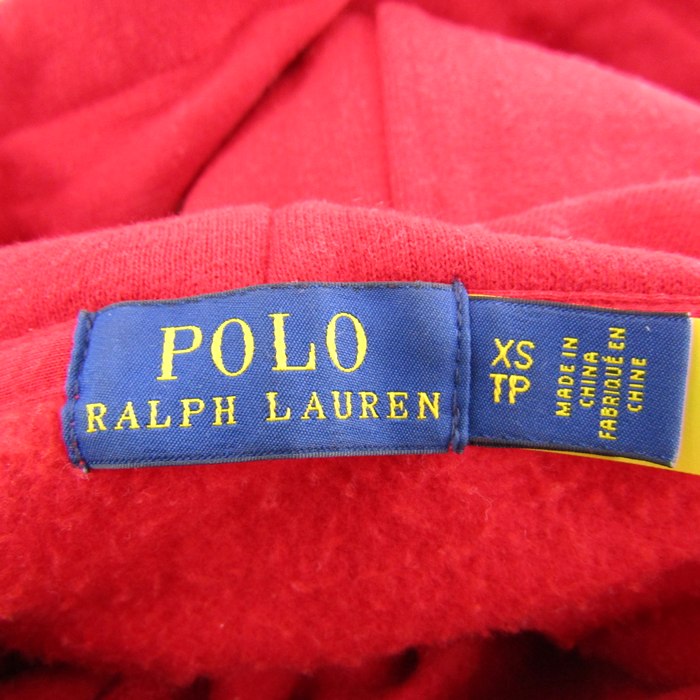 POLO
RALPH LAUREN
XS
TP
MADE IN
CHINA
FABRIQUÉ EN
CHINE